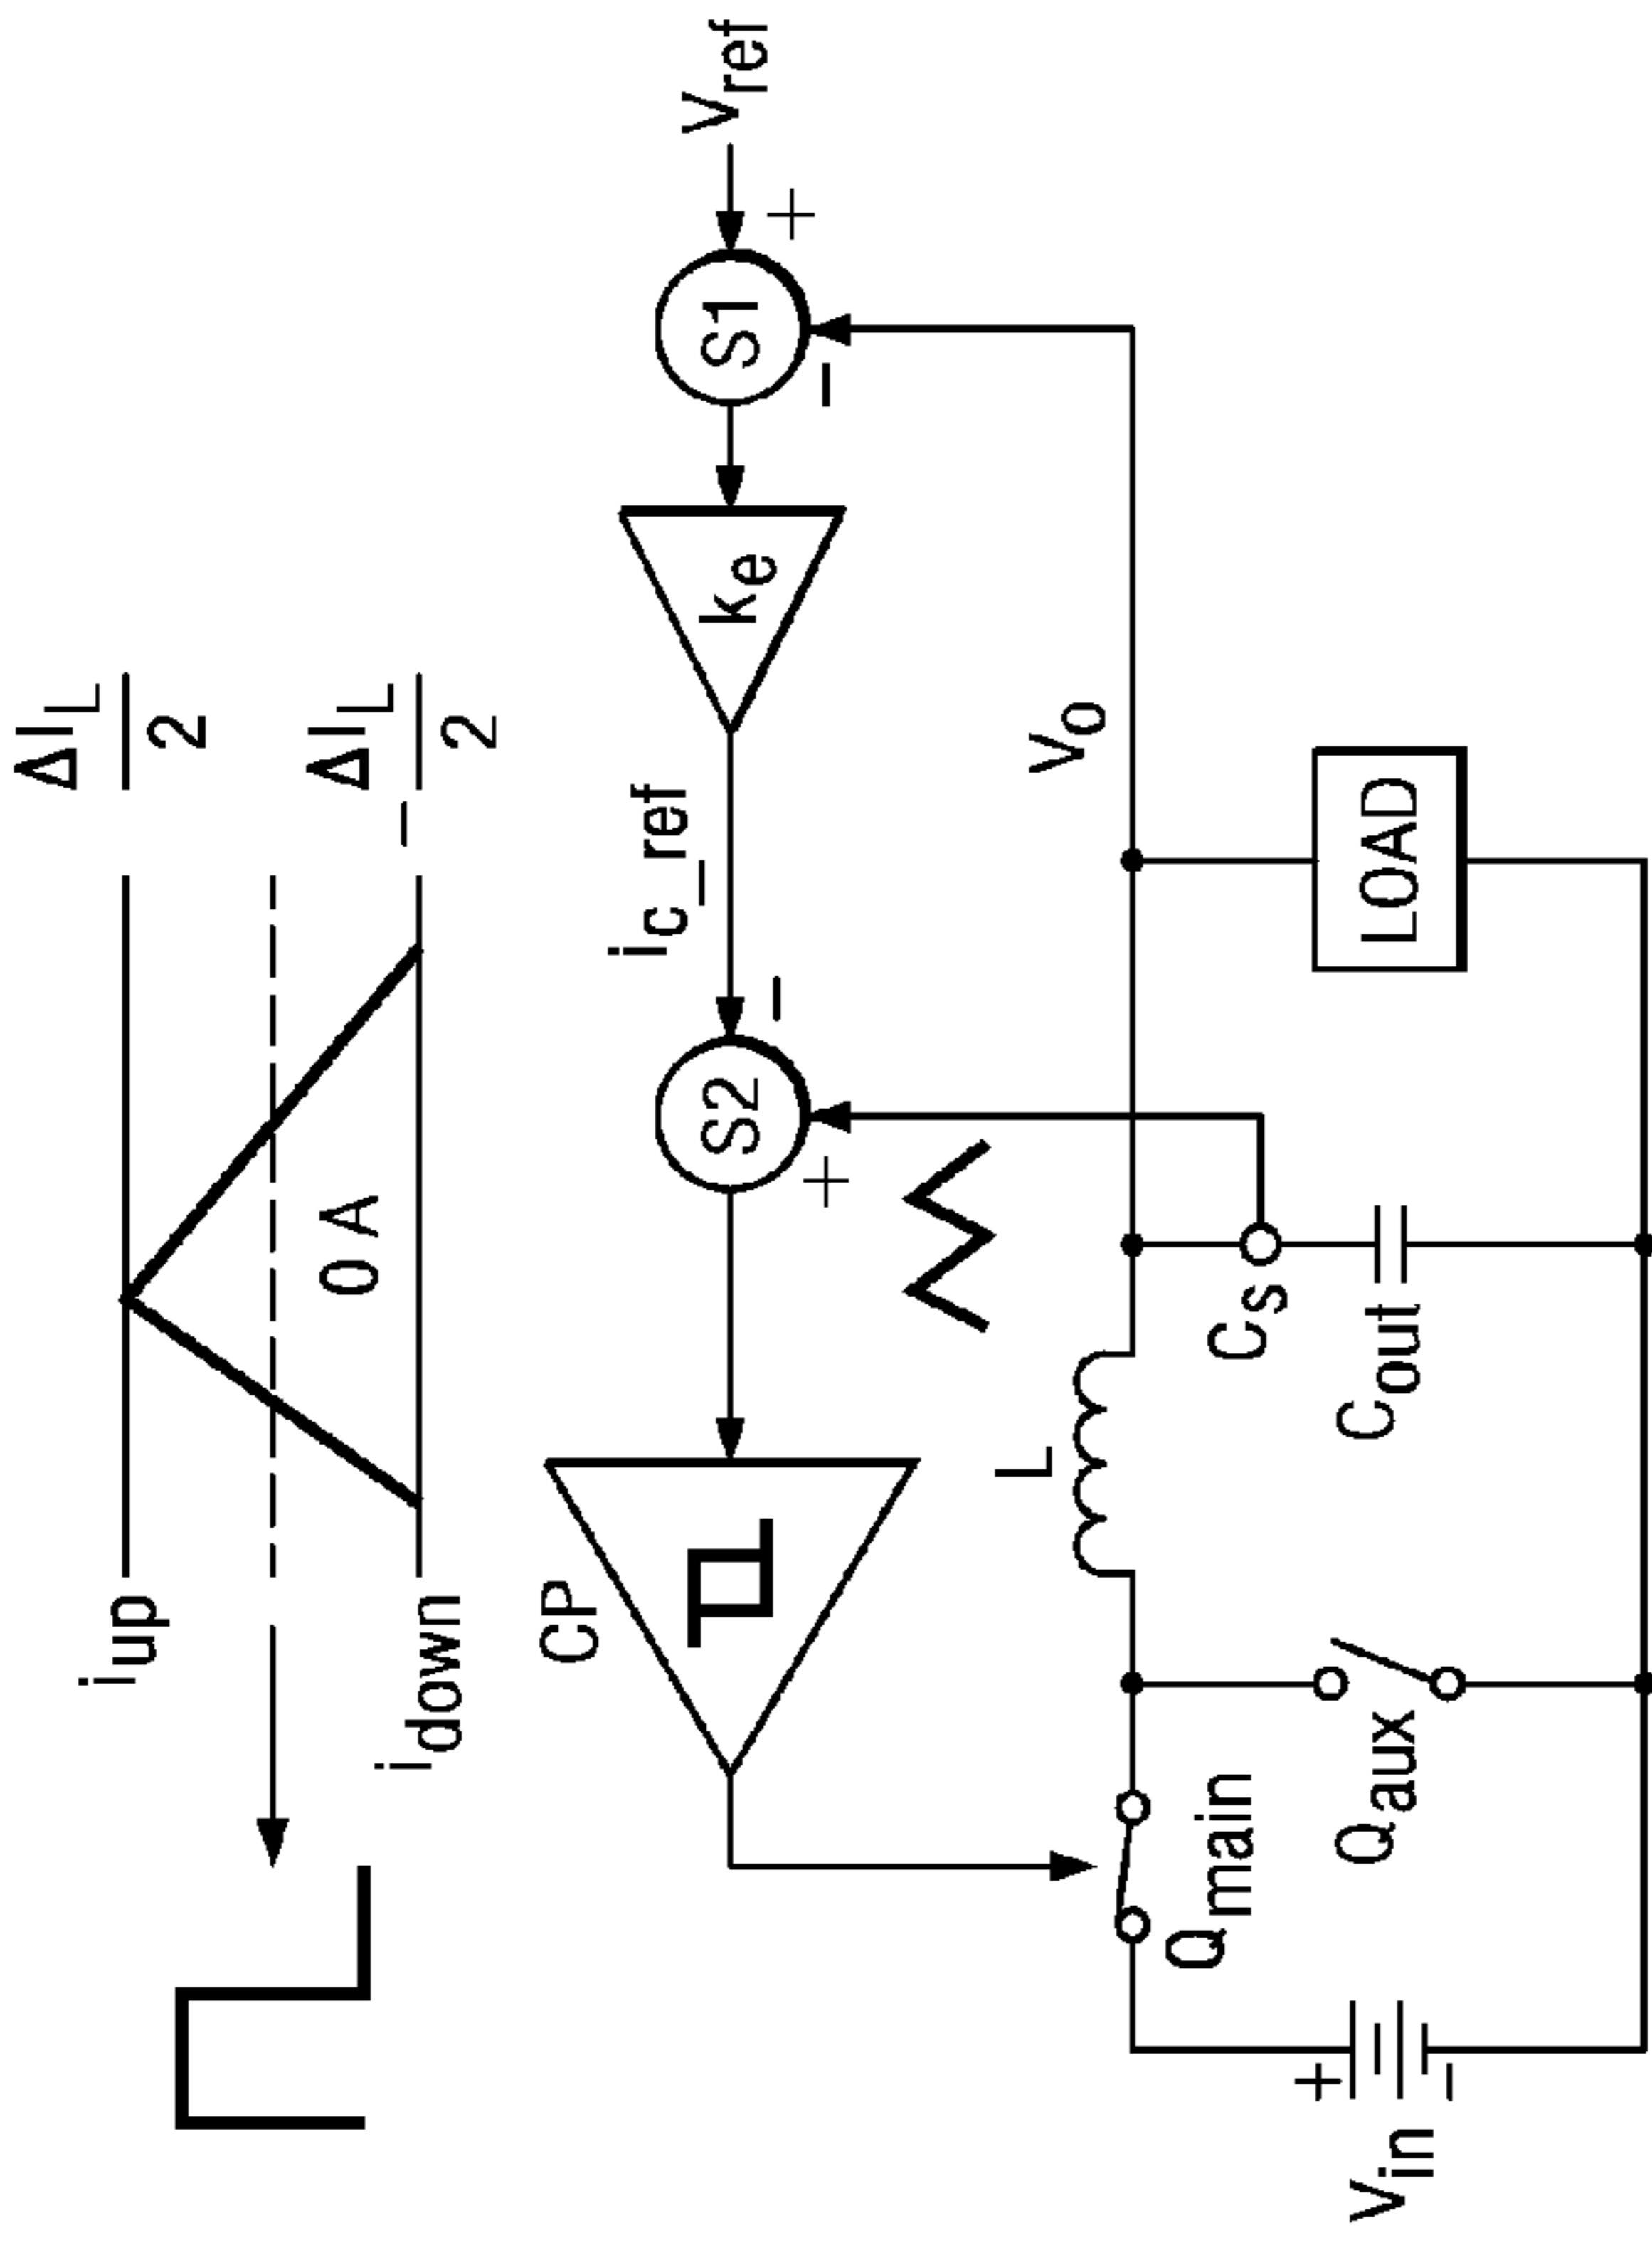 ΔI_L
2
i_up
0 A
i_down
- ΔI_L
2
CP
S2
+
-
i_c_ref
k_e
S1
-
+
V_ref
L
V_o
Q_main
Q_aux
C_s
C_out
LOAD
V_in
+
-